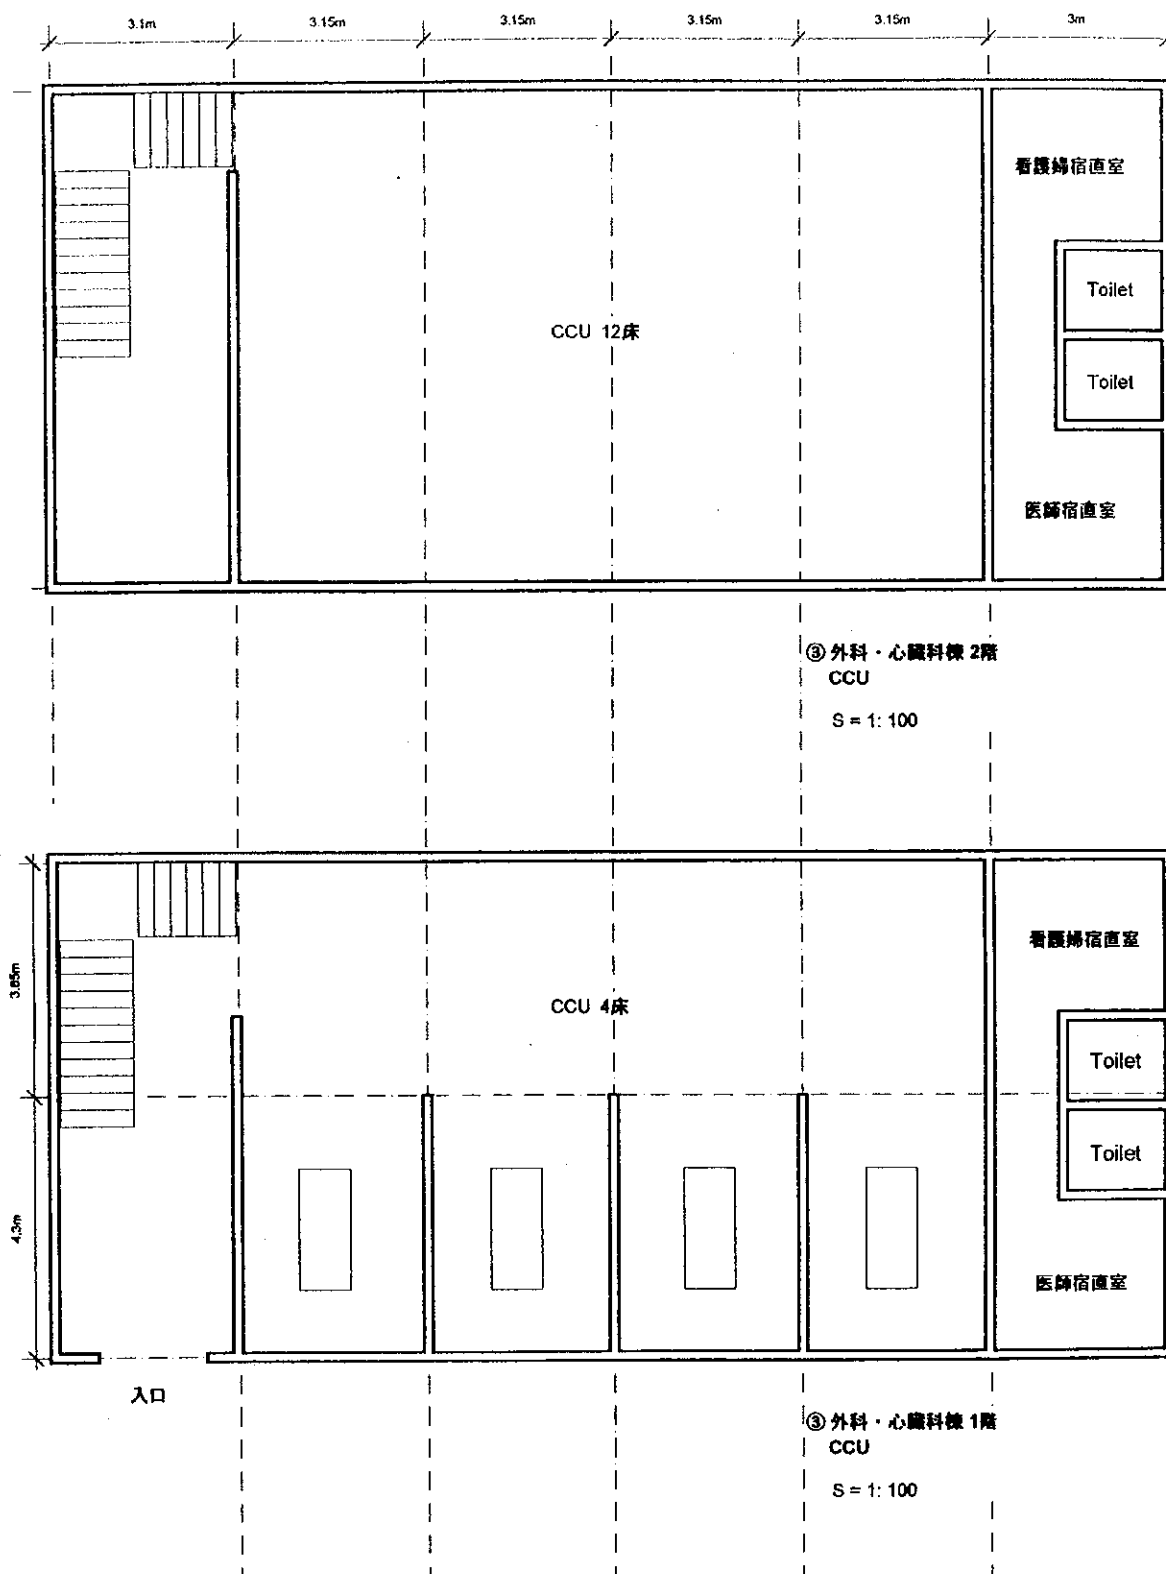 3.1m 3.15m 3.15m 3.15m 3.15m 3m
看護婦宿直室
Toilet
CCU 12床
Toilet
医師宿直室
③ 外科・心臓科棟 2階
CCU
S = 1: 100
看護婦宿直室
3.85m
CCU 4床
Toilet
Toilet
4.3m
医師宿直室
入口
③ 外科・心臓科棟 1階
CCU
S = 1: 100